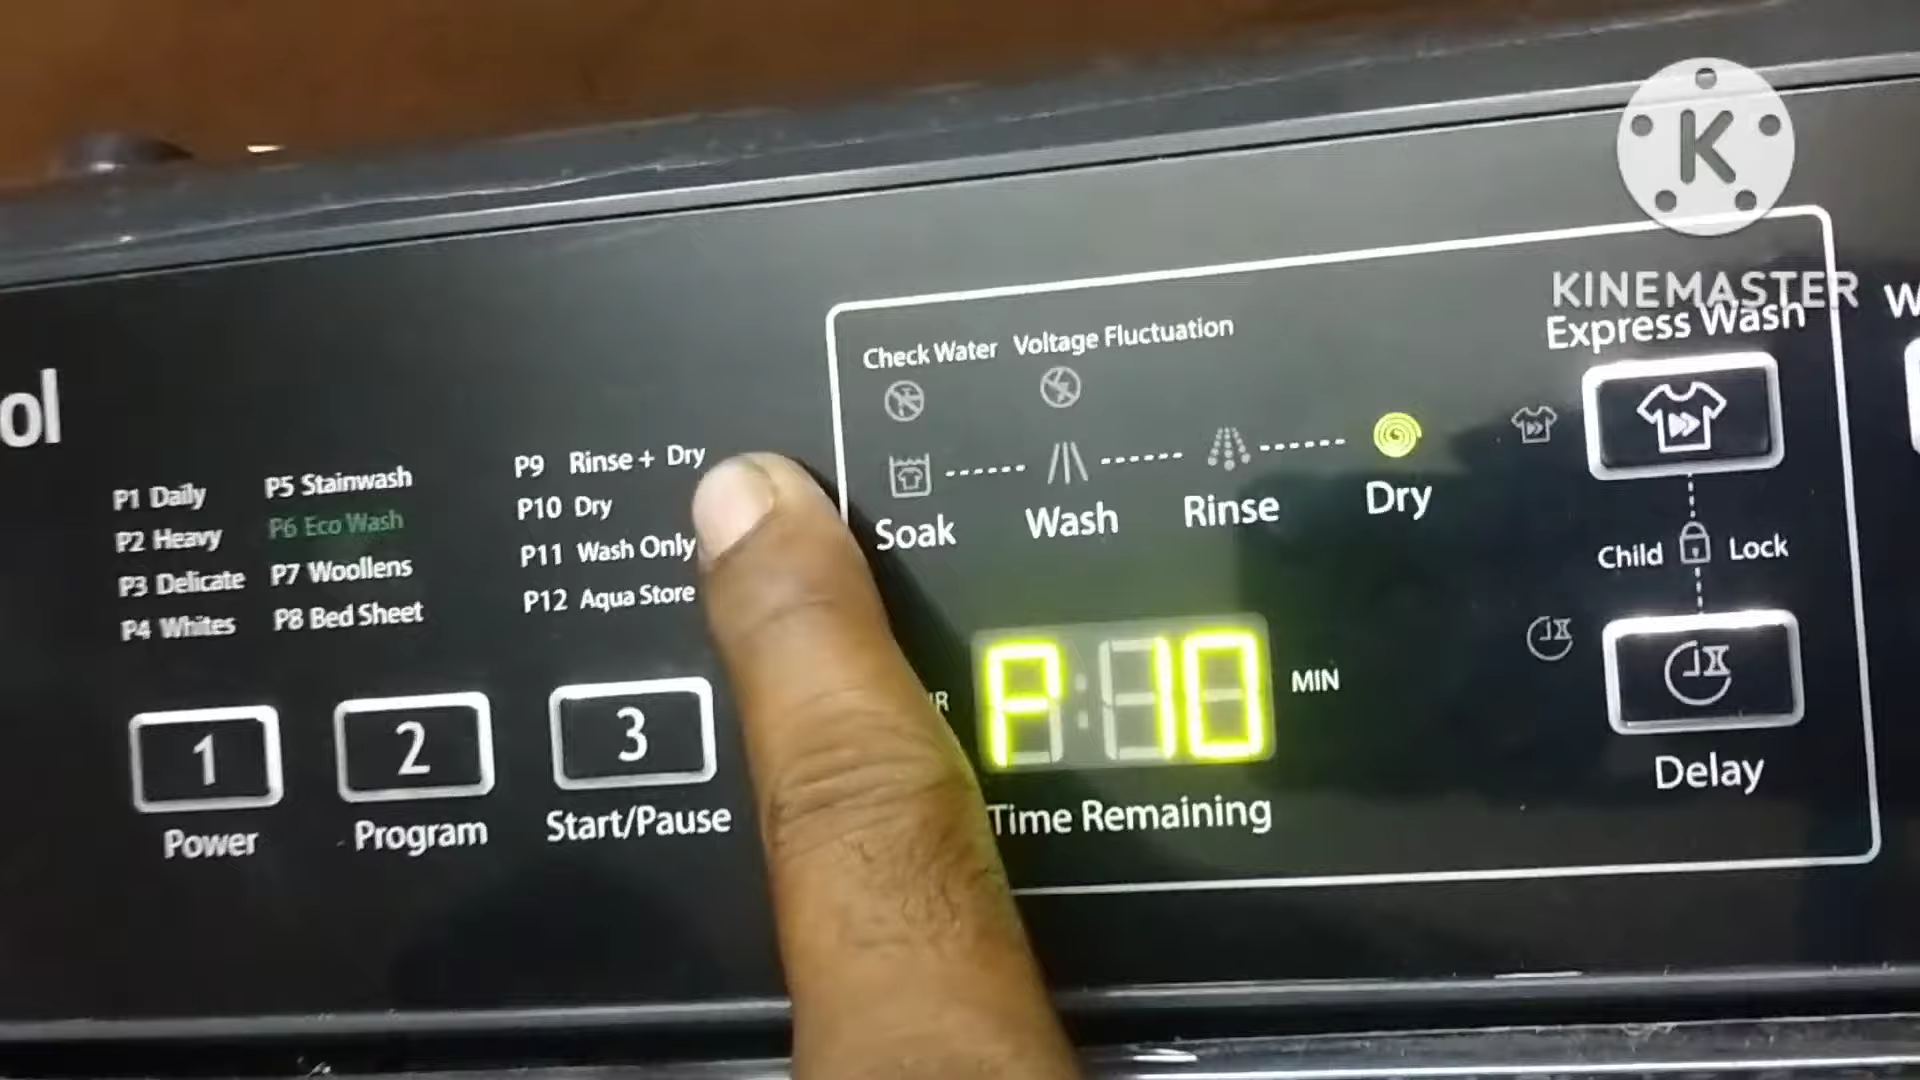 ol
P1 Daily
P2 Heavy
P3 Delicate
P4 Whites
P5 Stainwash
P6 Eco Wash
P7 Woollens
P8 Bed Sheet
P9 Rinse + Dry
P10 Dry
P11 Wash Only
P12 Aqua Store
1
Power
2
Program
3
Start/Pause
Check Water
Voltage Fluctuation
Soak
Wash
Rinse
Dry
P 10
MIN
Time Remaining
K
KINEMASTER
Express Wash
Child Lock
Delay
W